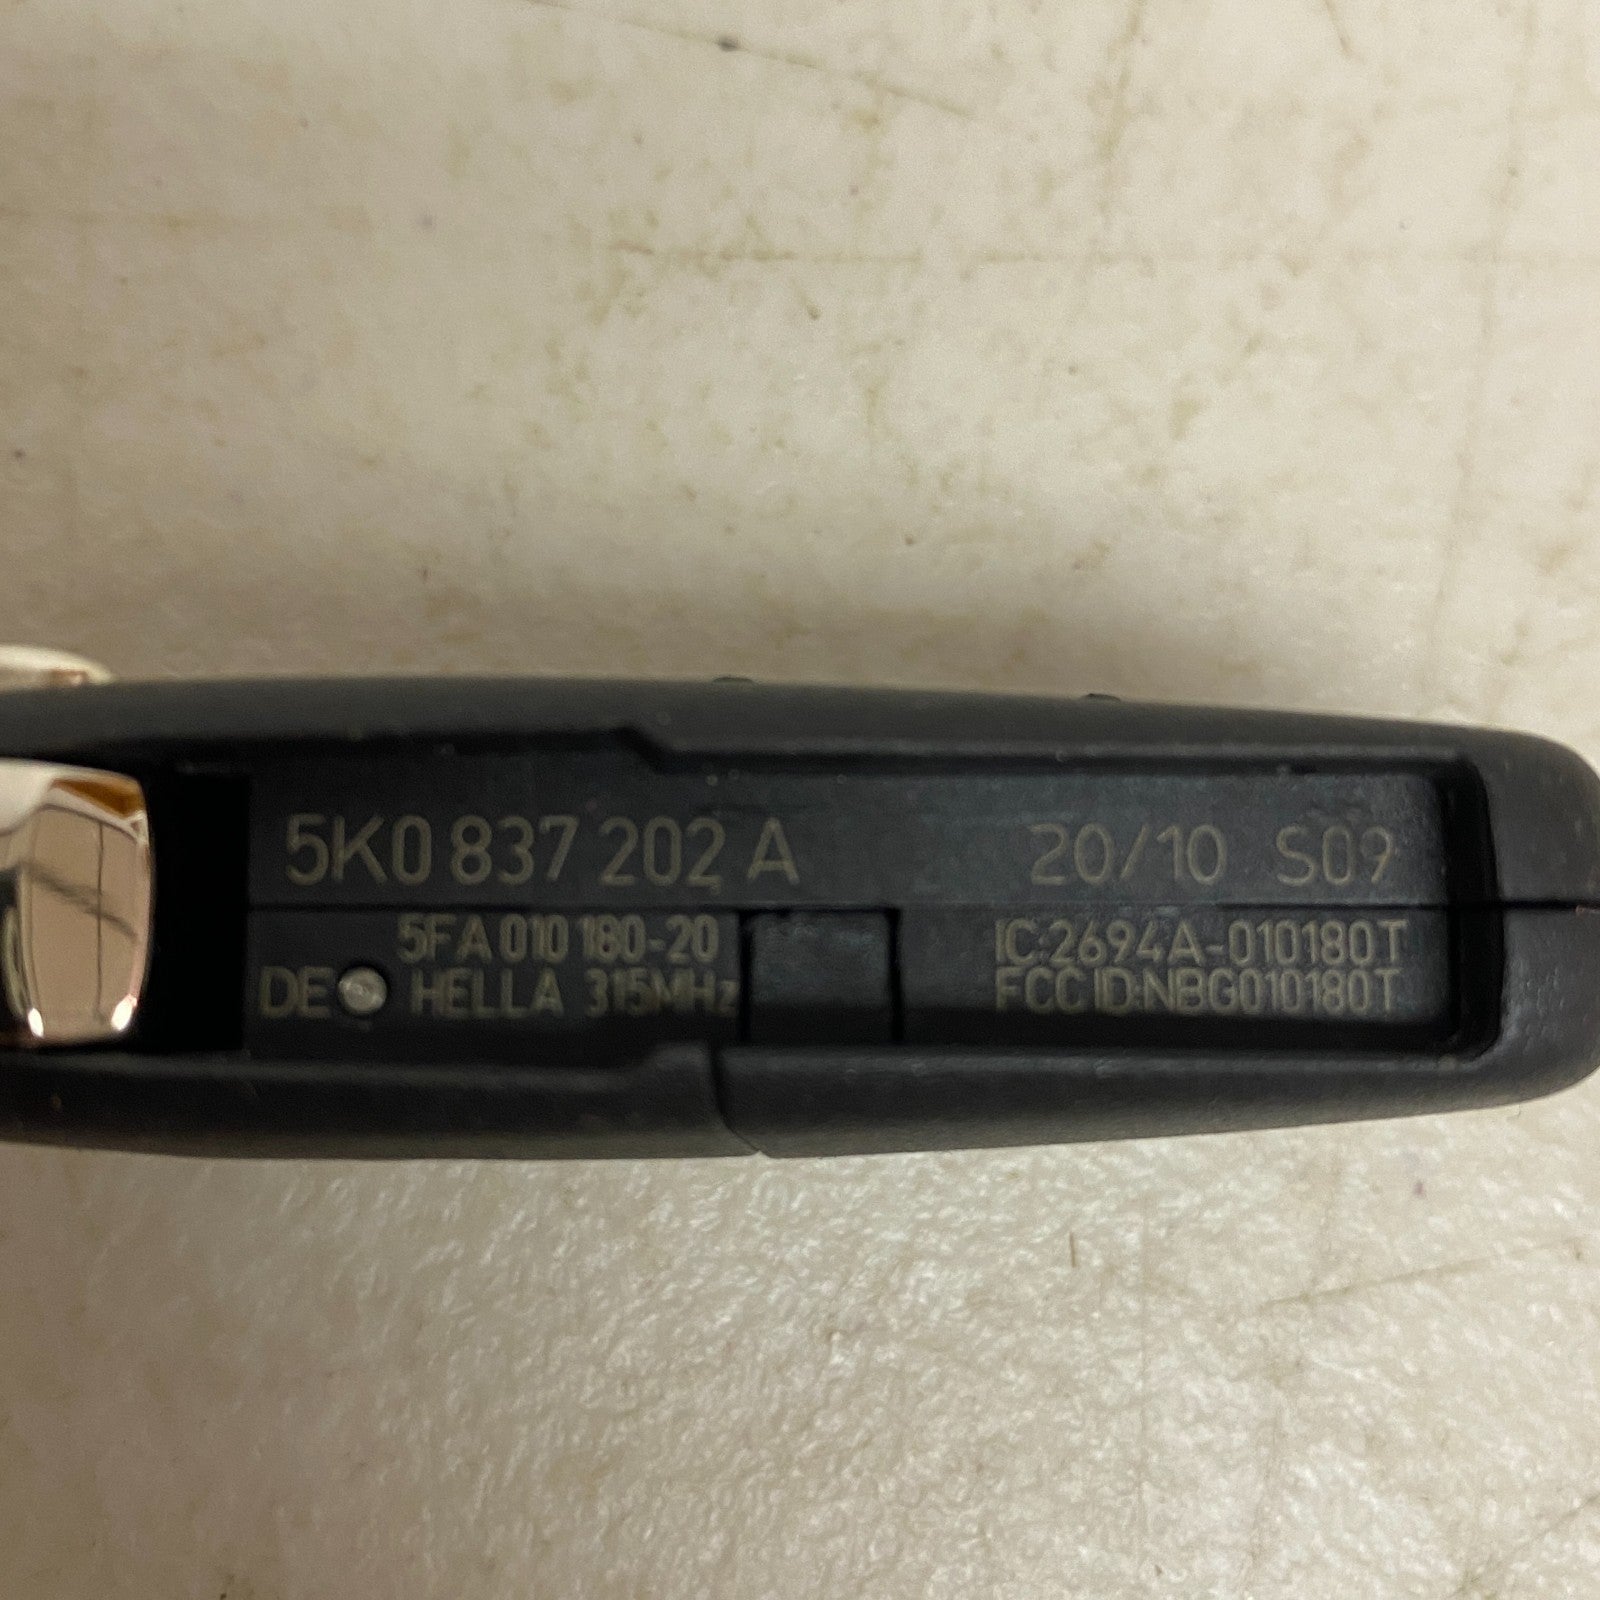 5K0 837 202 A 20/10 S09
5FA 010 180-20
DE HELLA 315MHz
IC:2694A-010180T
FCC ID:NBG010180T